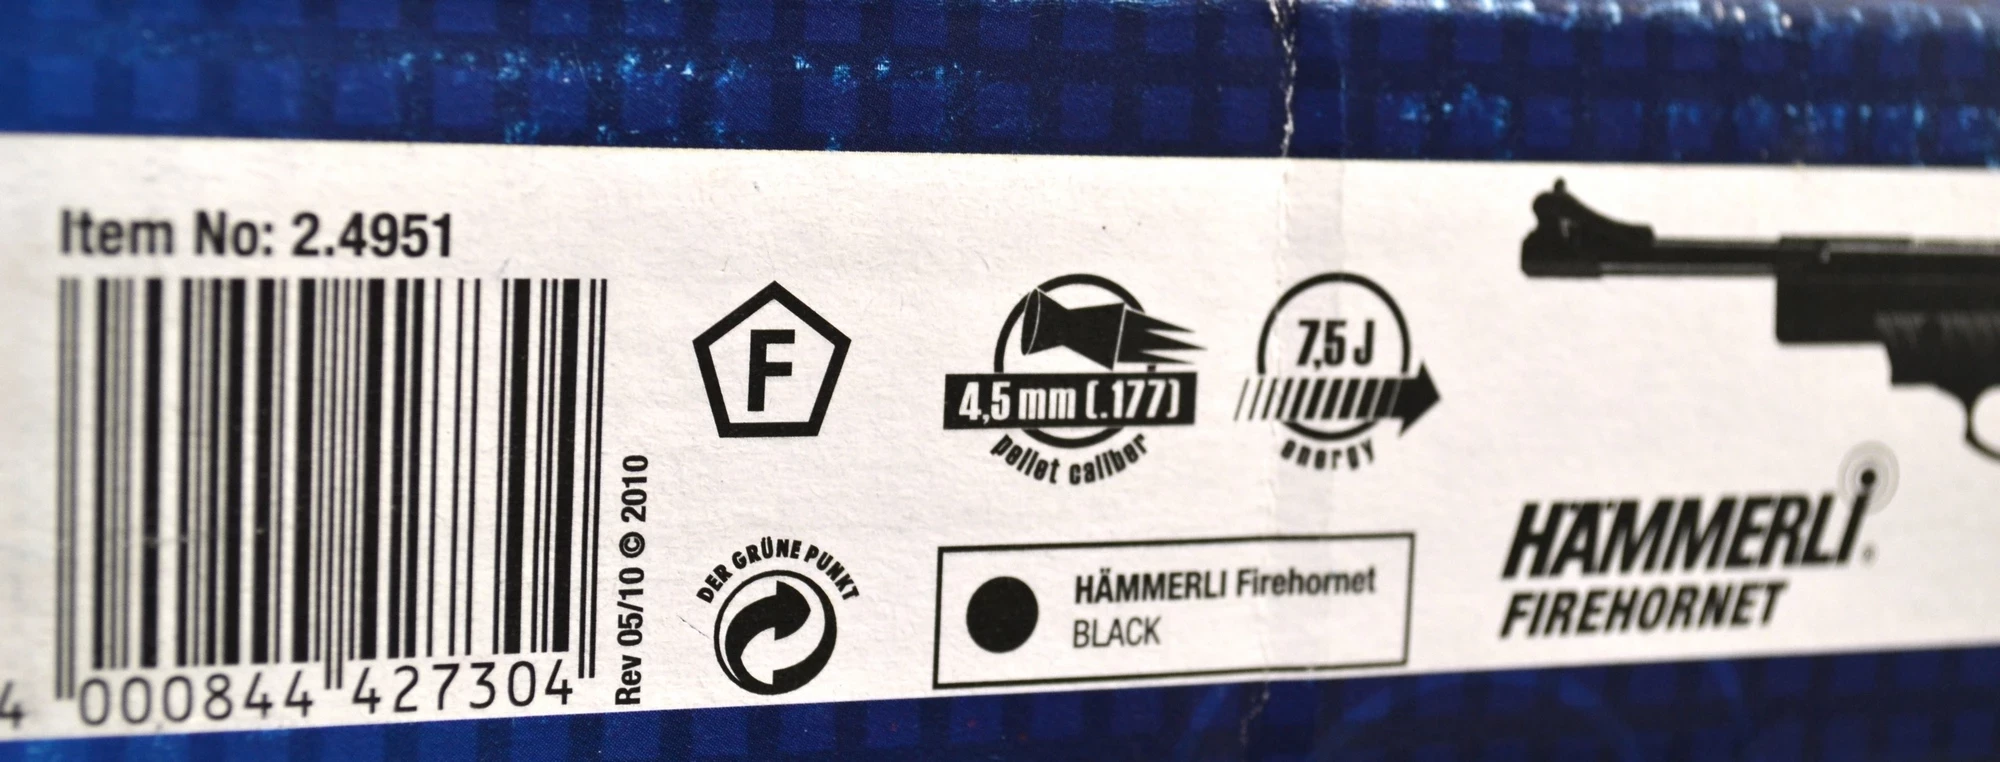 Item No: 2.4951
4 000844 427304
Rev 05/10 © 2010
F
DER GRÜNE PUNKT
4,5 mm (.177)
pellet caliber
7,5 J
energy
HÄMMERLI Firehornet
BLACK
HÄMMERLI®
FIREHORNET